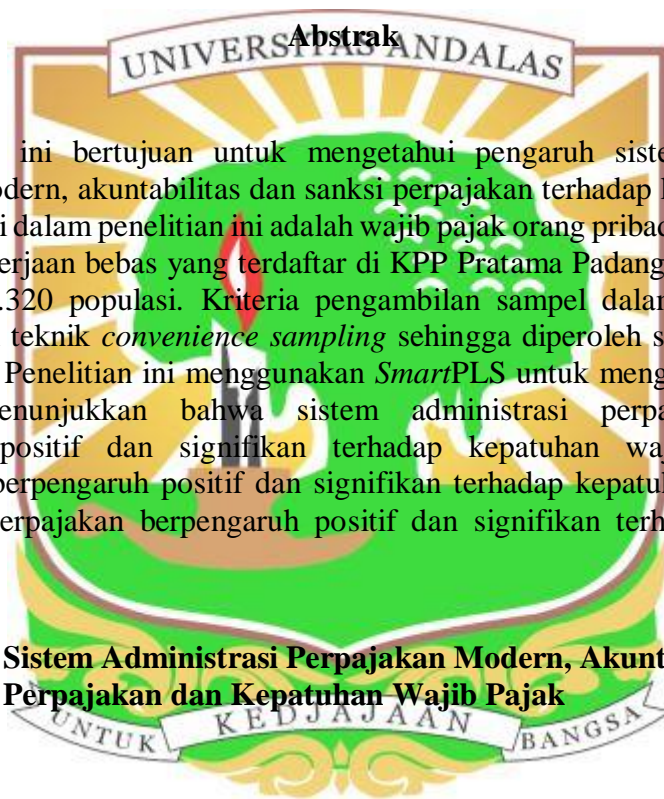 Abstrak
UNIVERSITAS ANDALAS
ini bertujuan untuk mengetahui pengaruh siste
dern, akuntabilitas dan sanksi perpajakan terhadap
i dalam penelitian ini adalah wajib pajak orang pribad
erjaan bebas yang terdaftar di KPP Pratama Padang
.320 populasi. Kriteria pengambilan sampel dalam
teknik convenience sampling sehingga diperoleh s
Penelitian ini menggunakan SmartPLS untuk meng
enunjukkan bahwa sistem administrasi perpa
positif dan signifikan terhadap kepatuhan waj
berpengaruh positif dan signifikan terhadap kepatuh
erpajakan berpengaruh positif dan signifikan terh
Sistem Administrasi Perpajakan Modern, Akunt
Perpajakan dan Kepatuhan Wajib Pajak
UNTUK KEDJAJAAN BANGSA